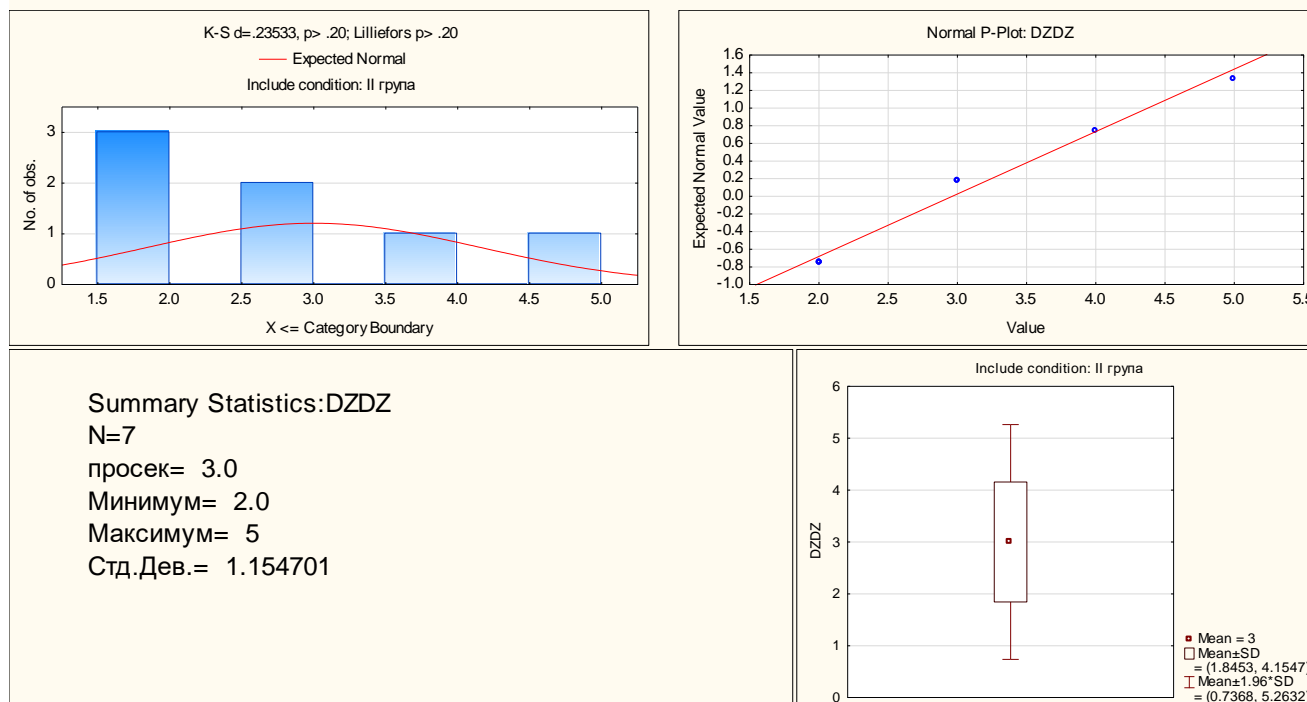 K-S d=.23533, p> .20; Lilliefors p> .20
Expected Normal
Include condition: II група
No. of obs.
3
2
1
0
1.5 2.0 2.5 3.0 3.5 4.0 4.5 5.0
X <= Category Boundary
Normal P-Plot: DZDZ
Expected Normal Value
1.6
1.4
1.2
1.0
0.8
0.6
0.4
0.2
0.0
-0.2
-0.4
-0.6
-0.8
-1.0
1.5 2.0 2.5 3.0 3.5 4.0 4.5 5.0 5.5
Value
Summary Statistics:DZDZ
N=7
просек= 3.0
Минимум= 2.0
Максимум= 5
Стд.Дев.= 1.154701
Include condition: II група
DZDZ
6
5
4
3
2
1
0
Mean = 3
Mean±SD
= (1.8453, 4.1547)
Mean±1.96*SD
= (0.7368, 5.2632)